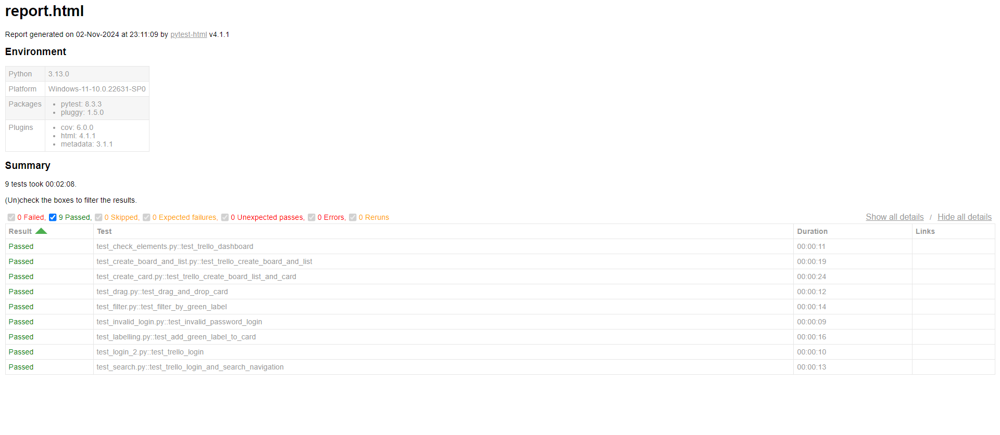 report.html
Report generated on 02-Nov-2024 at 23:11:09 by pytest-html v4.1.1
Environment
Python 3.13.0
Platform Windows-11-10.0.22631-SP0
Packages
• pytest: 8.3.3
• pluggy: 1.5.0
Plugins
• cov: 6.0.0
• html: 4.1.1
• metadata: 3.1.1
Summary
9 tests took 00:02:08.
(Un)check the boxes to filter the results.
0 Failed, 9 Passed, 0 Skipped, 0 Expected failures, 0 Unexpected passes, 0 Errors, 0 Reruns Show all details / Hide all details
Result Test Duration Links
Passed test_check_elements.py::test_trello_dashboard 00:00:11
Passed test_create_board_and_list.py::test_trello_create_board_and_list 00:00:19
Passed test_create_card.py::test_trello_create_board_list_and_card 00:00:24
Passed test_drag.py::test_drag_and_drop_card 00:00:12
Passed test_filter.py::test_filter_by_green_label 00:00:14
Passed test_invalid_login.py::test_invalid_password_login 00:00:09
Passed test_labelling.py::test_add_green_label_to_card 00:00:16
Passed test_login_2.py::test_trello_login 00:00:10
Passed test_search.py::test_trello_login_and_search_navigation 00:00:13